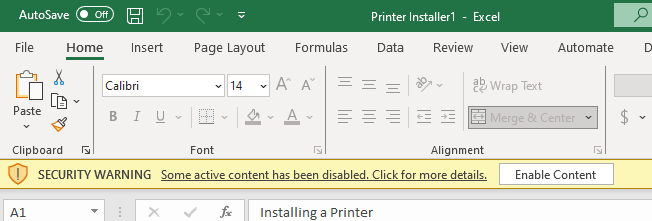 AutoSave Off Printer Installer1 - Excel
File Home Insert Page Layout Formulas Data Review View Automate
Calibri 14 A A ab Wrap Text
Paste B I U A Merge & Center $
Clipboard Font Alignment
SECURITY WARNING Some active content has been disabled. Click for more details. Enable Content
A1 fx Installing a Printer